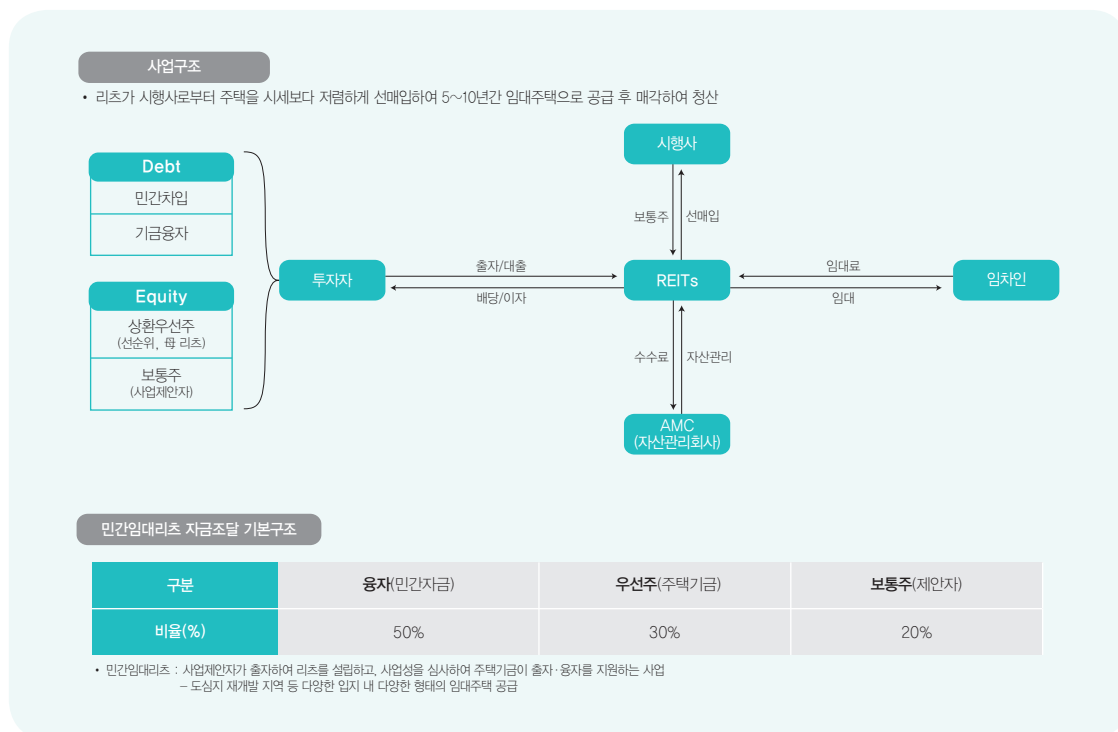 사업구조
• 리츠가 시행사로부터 주택을 시세보다 저렴하게 선매입하여 5~10년간 임대주택으로 공급 후 매각하여 청산
Debt
민간차입
기금융자
Equity
상환우선주
(선순위, 母 리츠)
보통주
(사업제안자)
투자자
출자/대출
배당/이자
시행사
보통주
선매입
REITs
임대료
임대
임차인
수수료
자산관리
AMC
(자산관리회사)
민간임대리츠 자금조달 기본구조
구분 융자(민간자금) 우선주(주택기금) 보통주(제안자)
비율(%) 50% 30% 20%
• 민간임대리츠 : 사업제안자가 출자하여 리츠를 설립하고, 사업성을 심사하여 주택기금이 출자·융자를 지원하는 사업
– 도심지 재개발 지역 등 다양한 입지 내 다양한 형태의 임대주택 공급